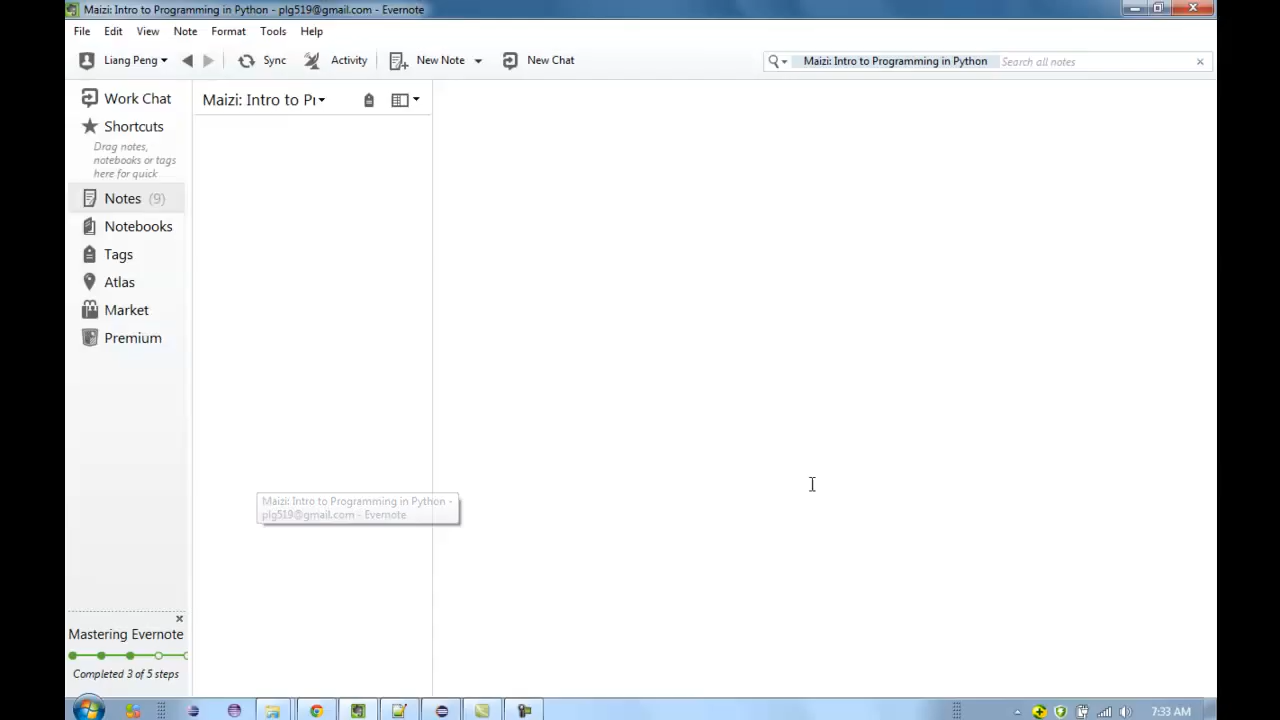 Maizi: Intro to Programming in Python - plg519@gmail.com - Evernote
File Edit View Note Format Tools Help
Liang Peng Sync Activity New Note New Chat Maizi: Intro to Programming in Python Search all notes
Work Chat
Shortcuts
Drag notes,
notebooks or tags
here for quick
Notes (9)
Notebooks
Tags
Atlas
Market
Premium
Maizi: Intro to Pr
Maizi: Intro to Programming in Python -
plg519@gmail.com - Evernote
Mastering Evernote
Completed 3 of 5 steps
7:33 AM